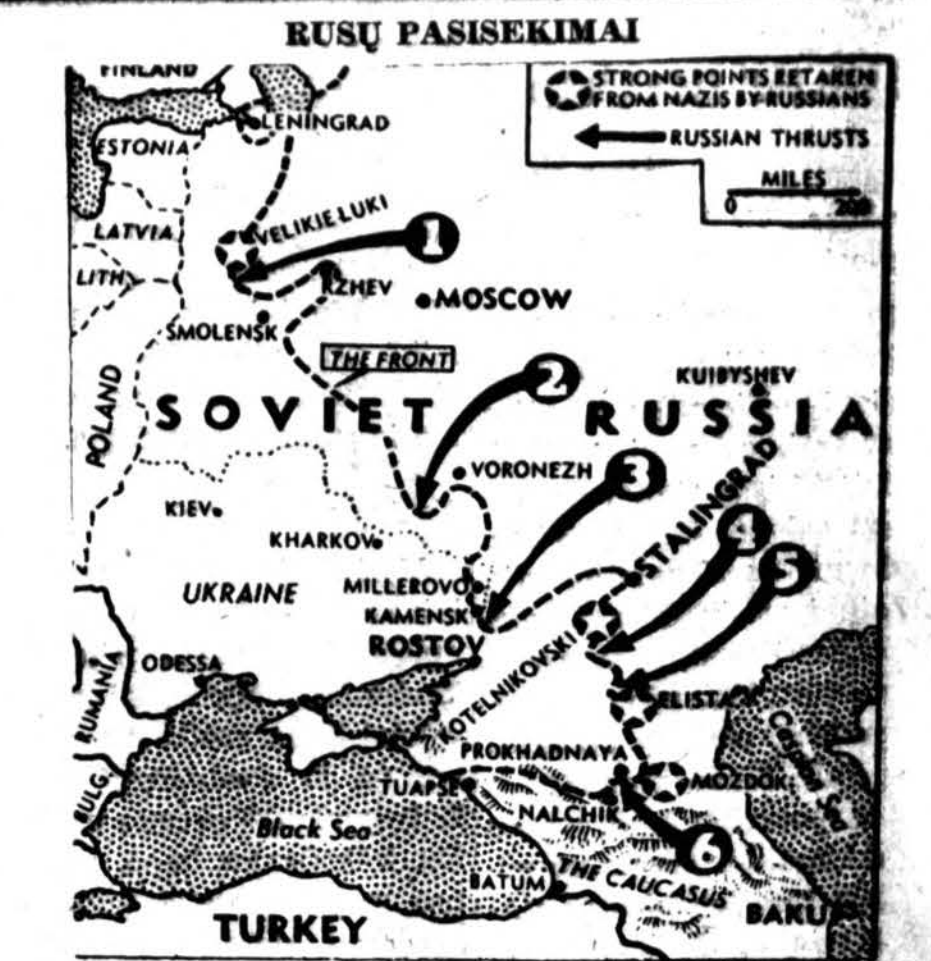 RUSŲ PASISEKIMAI
FINLAND
STRONG POINTS RETAKEN
FROM NAZIS BY RUSSIANS
LENINGRAD
RUSSIAN THRUSTS
ESTONIA
MILES
0 200
VELIKIE LUKI
LATVIA
1
LITH.
RZHEV
MOSCOW
SMOLENSK
THE FRONT
2
KUIBYSHEV
POLAND
SOVIET RUSSIA
VORONEZH
3
STALINGRAD
KIEV
KHARKOV
4
5
UKRAINE
MILLEROVO
KAMENSK
ROSTOV
ODESSA
KOTELNIKOVSKI
RUMANIA
ELISTA
Caspian Sea
PROKHADNAYA
TUAPSE
MOZDOK
BULG.
NALCHIK
Black Sea
6
BATUM
THE CAUCASUS
BAKU
TURKEY